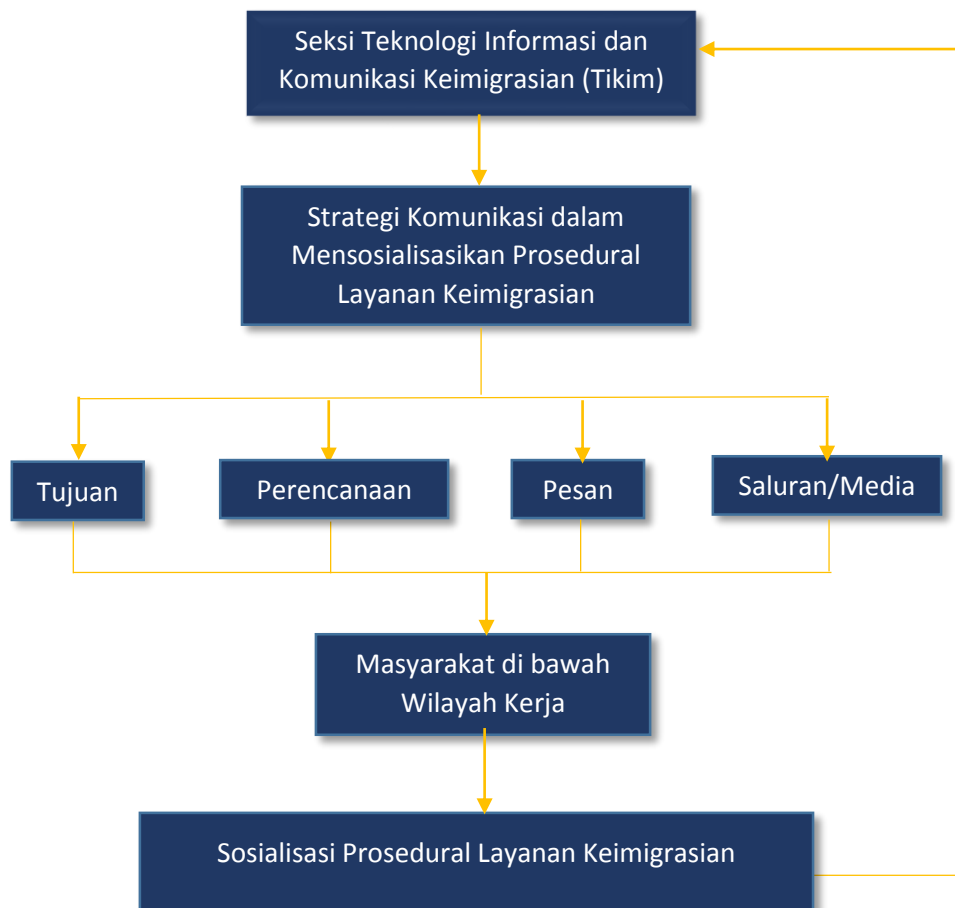 Seksi Teknologi Informasi dan
Komunikasi Keimigrasian (Tikim)
Strategi Komunikasi dalam
Mensosialisasikan Prosedural
Layanan Keimigrasian
Tujuan
Perencanaan
Pesan
Saluran/Media
Masyarakat di bawah
Wilayah Kerja
Sosialisasi Prosedural Layanan Keimigrasian